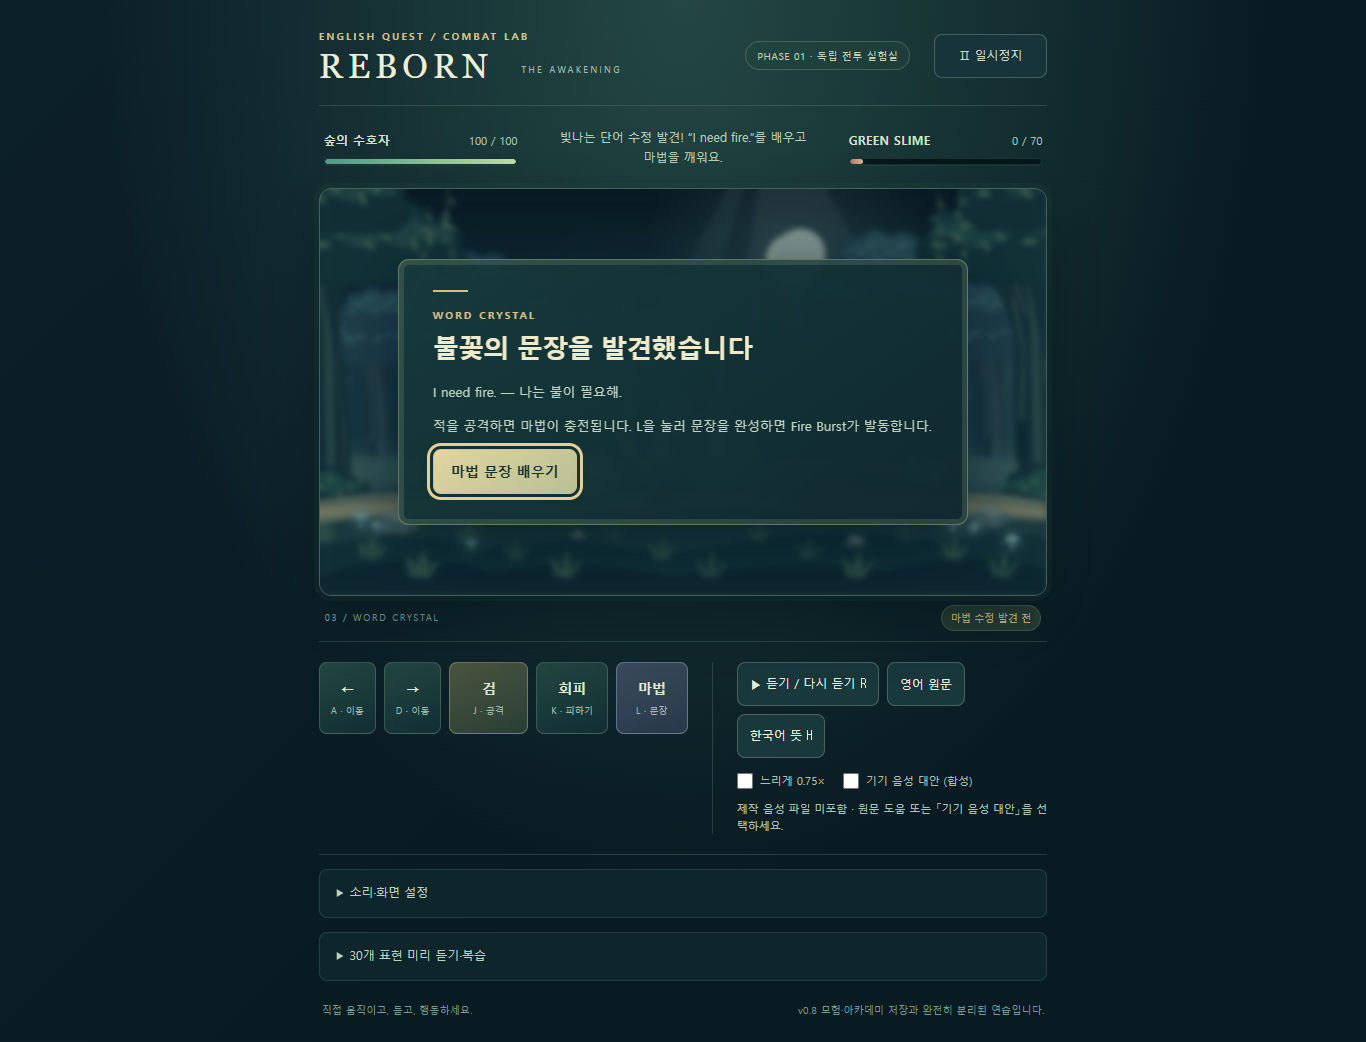 ENGLISH QUEST / COMBAT LAB
REBORN THE AWAKENING
PHASE 01 · 독립 전투 실험실
Ⅱ 일시정지
숲의 수호자 100 / 100
빛나는 단어 수정 발견! “I need fire.”를 배우고
마법을 깨워요.
GREEN SLIME 0 / 70
WORD CRYSTAL
불꽃의 문장을 발견했습니다
I need fire. — 나는 불이 필요해.
적을 공격하면 마법이 충전됩니다. L을 눌러 문장을 완성하면 Fire Burst가 발동합니다.
마법 문장 배우기
03 / WORD CRYSTAL
마법 수정 발견 전
←
A · 이동
→
D · 이동
검
J · 공격
회피
K · 피하기
마법
L · 문장
▶ 듣기 / 다시 듣기 R
영어 원문
한국어 뜻 H
느리게 0.75×
기기 음성 대안 (합성)
제작 음성 파일 미포함 · 원문 도움 또는 「기기 음성 대안」을 선
택하세요.
▶ 소리·화면 설정
▶ 30개 표현 미리 듣기·복습
직접 움직이고, 듣고, 행동하세요.
v0.8 모험·아카데미 저장과 완전히 분리된 연습입니다.